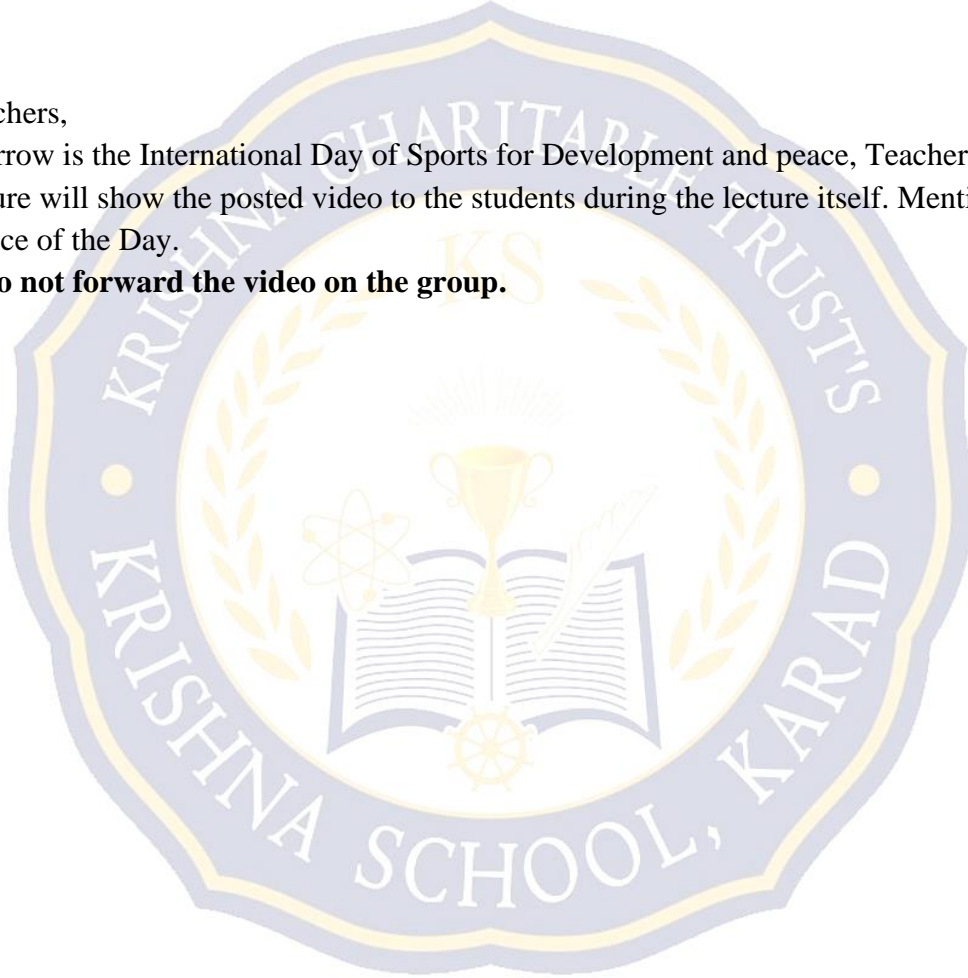 chers,
rrow is the International Day of Sports for Development and peace, Teacher
ure will show the posted video to the students during the lecture itself. Menti
ce of the Day.
o not forward the video on the group.
KRISHNA CHARITABLE TRUST'S
KS
KRISHNA SCHOOL, KARAD